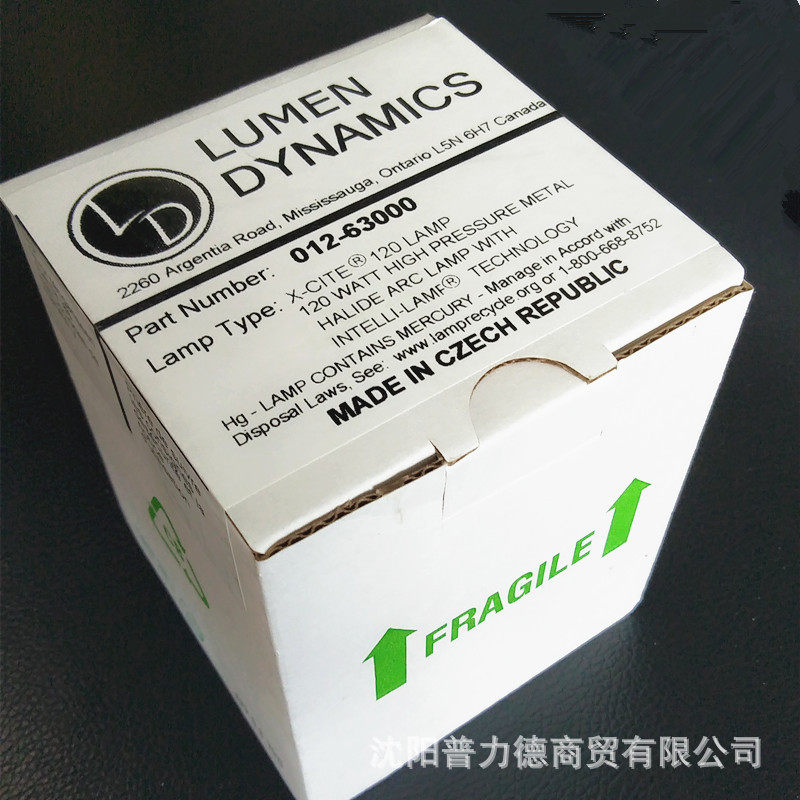 LD
LUMEN
DYNAMICS
2260 Argentia Road, Mississauga, Ontario L5N 6H7 Canada
Part Number: 012-63000
Lamp Type: X-CITE® 120 LAMP
120 WATT HIGH PRESSURE METAL
HALIDE ARC LAMP WITH
INTELLI-LAMP® TECHNOLOGY
Hg - LAMP CONTAINS MERCURY - Manage in Accord with
Disposal Laws, See: www.lamprecycle.org or 1-800-668-8752
MADE IN CZECH REPUBLIC
FRAGILE
沈阳普力德商贸有限公司